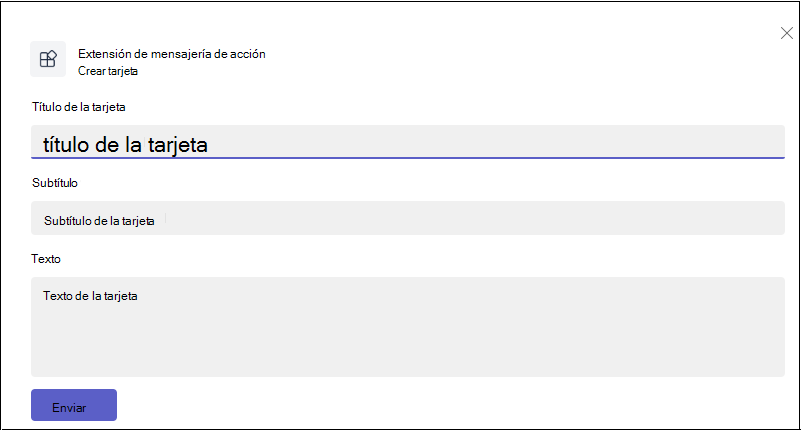 Extensión de mensajería de acción
Crear tarjeta
Título de la tarjeta
título de la tarjeta
Subtítulo
Subtítulo de la tarjeta
Texto
Texto de la tarjeta
Enviar